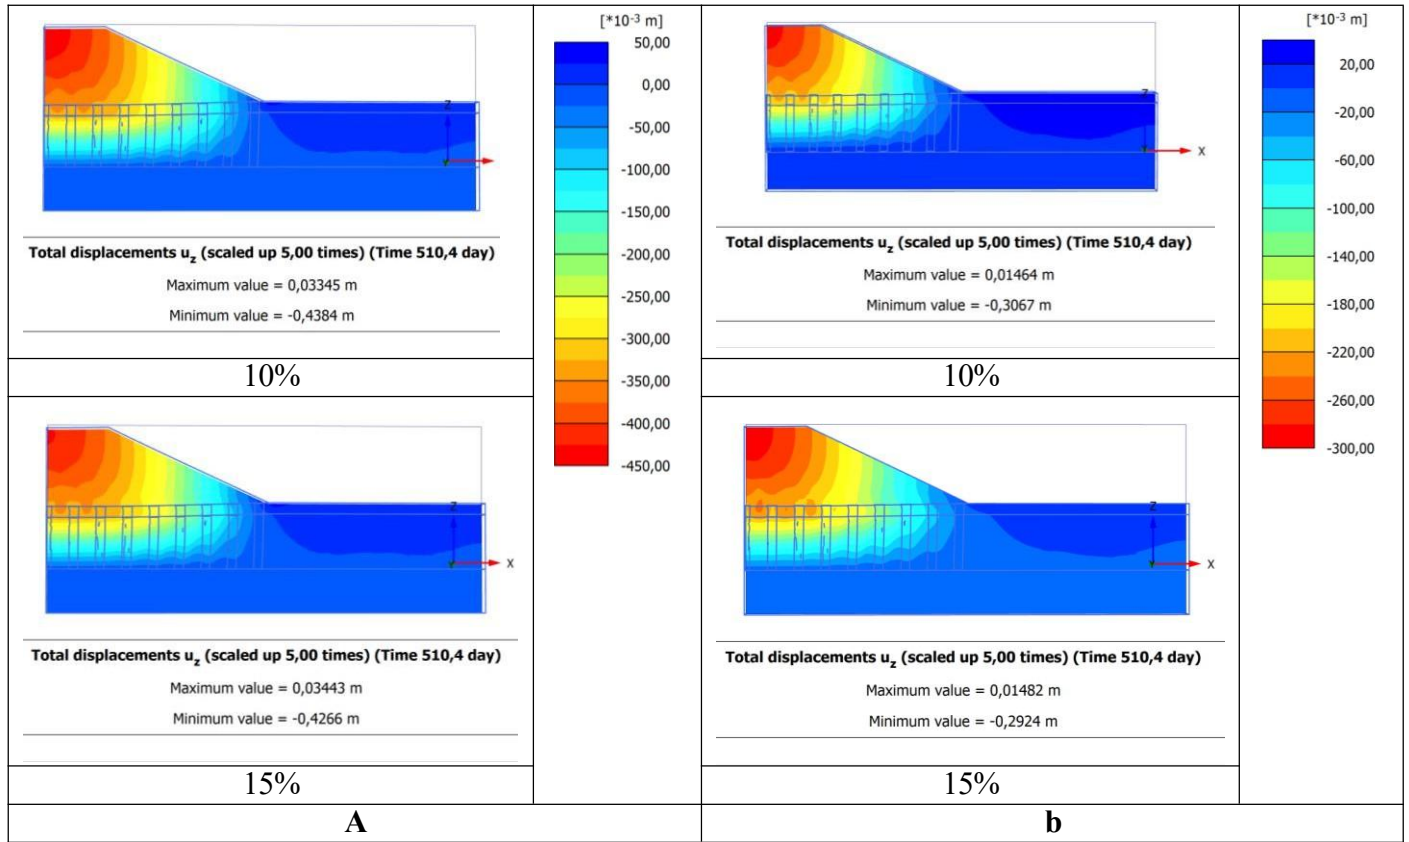 [*10-3 m]
50,00
0,00
-50,00
-100,00
-150,00
-200,00
-250,00
-300,00
-350,00
-400,00
-450,00
Z
Y
Total displacements uz (scaled up 5,00 times) (Time 510,4 day)
Maximum value = 0,03345 m
Minimum value = -0,4384 m
10%
[*10-3 m]
20,00
-20,00
-60,00
-100,00
-140,00
-180,00
-220,00
-260,00
-300,00
Z
Y
X
Total displacements uz (scaled up 5,00 times) (Time 510,4 day)
Maximum value = 0,01464 m
Minimum value = -0,3067 m
10%
Z
Y
X
Total displacements uz (scaled up 5,00 times) (Time 510,4 day)
Maximum value = 0,03443 m
Minimum value = -0,4266 m
15%
Z
Y
X
Total displacements uz (scaled up 5,00 times) (Time 510,4 day)
Maximum value = 0,01482 m
Minimum value = -0,2924 m
15%
A
b